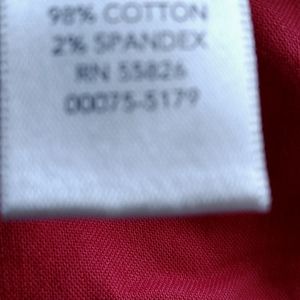 98% COTTON
2% SPANDEX
RN 55826
00075-5179